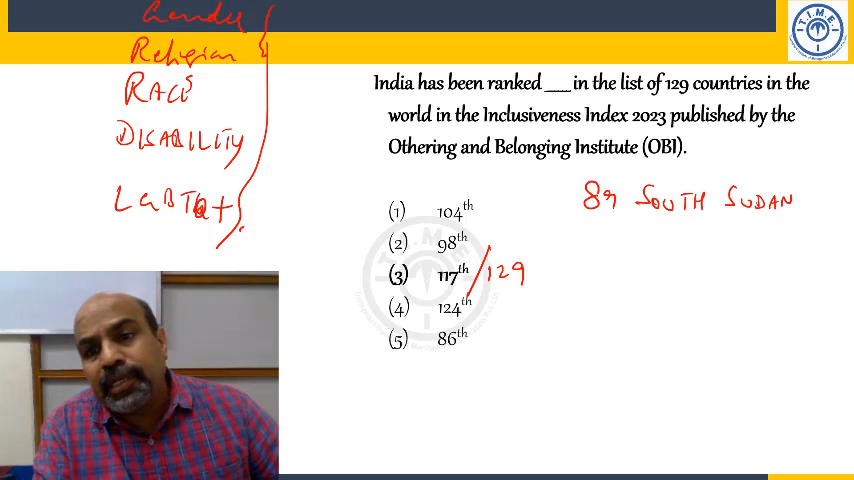 Gender
Religion
RACE
DISABILITY
LGBTQ+
T.I.M.E.
India has been ranked ___ in the list of 129 countries in the
world in the Inclusiveness Index 2023 published by the
Othering and Belonging Institute (OBI).
89 SOUTH SUDAN
(1) 104th
(2) 98th
(3) 117th /129
(4) 124th
(5) 86th